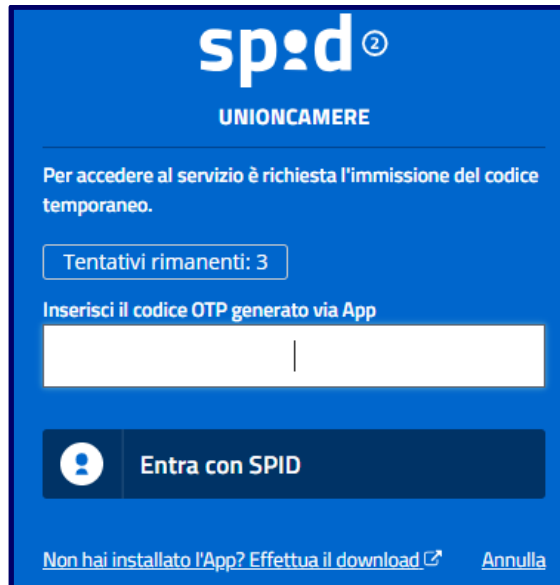 spid 2
UNIONCAMERE
Per accedere al servizio è richiesta l'immissione del codice
temporaneo.
Tentativi rimanenti: 3
Inserisci il codice OTP generato via App
Entra con SPID
Non hai installato l'App? Effettua il download Annulla